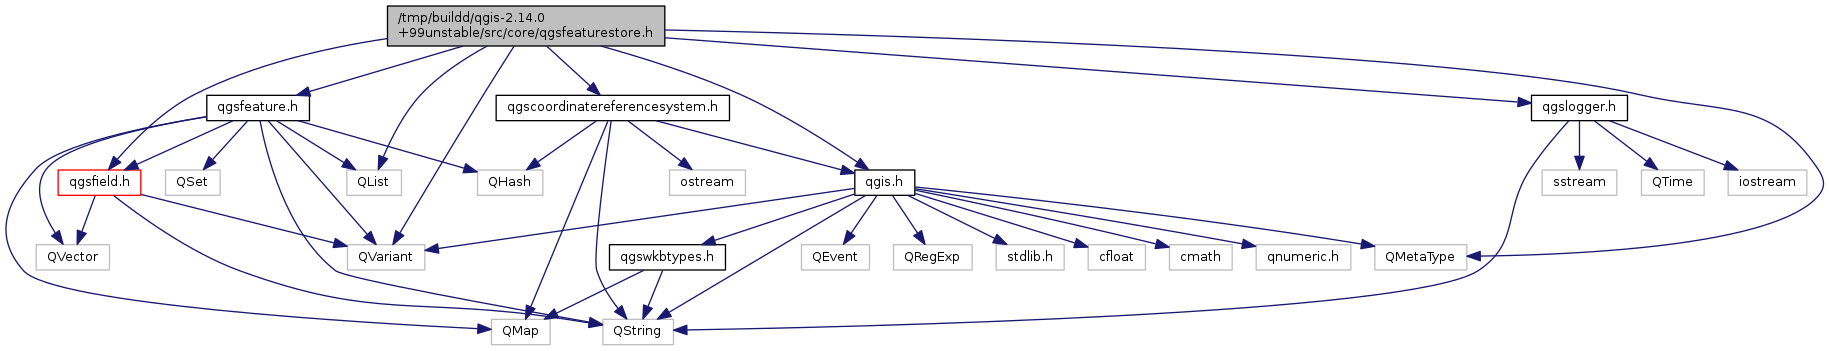 /tmp/buildd/qgis-2.14.0
+99unstable/src/core/qgsfeaturestore.h
qgsfeature.h
qgscoordinatereferencesystem.h
qgslogger.h
qgsfield.h
QSet
QList
QHash
ostream
qgis.h
sstream
QTime
iostream
QVector
QVariant
qgswkbtypes.h
QEvent
QRegExp
stdlib.h
cfloat
cmath
qnumeric.h
QMetaType
QMap
QString